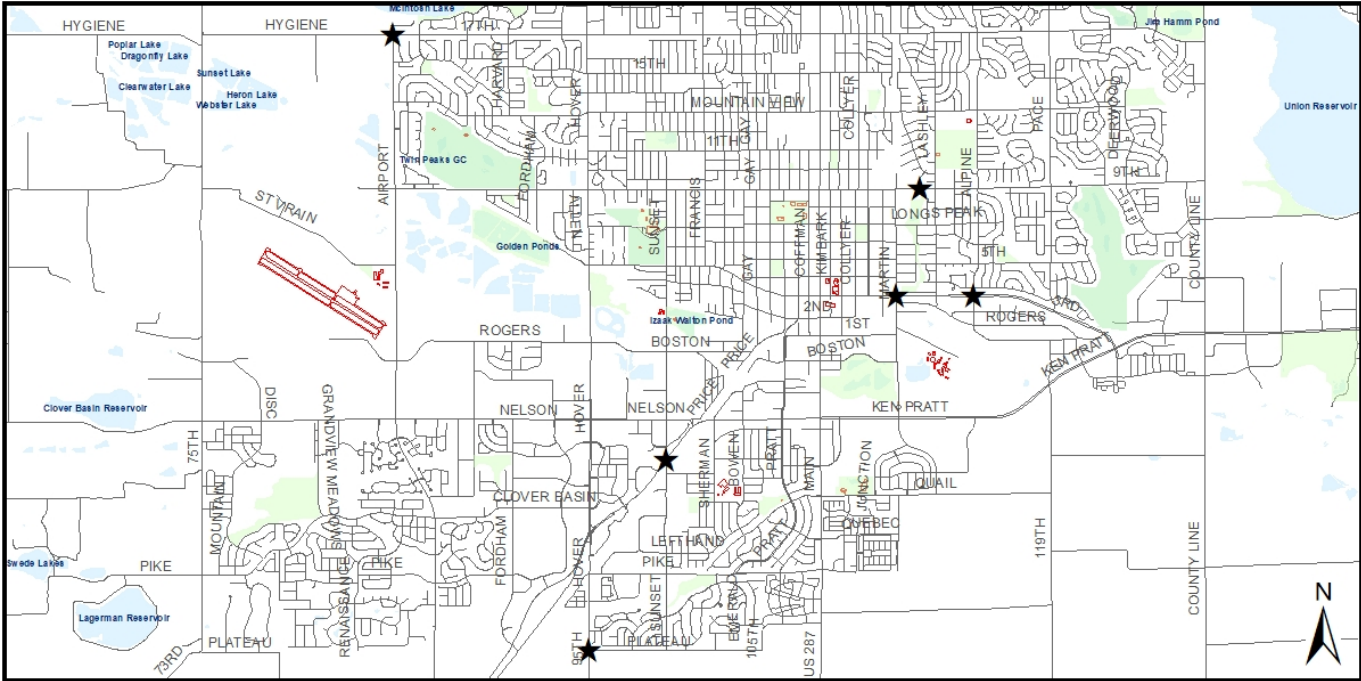 McIntosh Lake
HYGIENE
HYGIENE
17TH
Jim Hamm Pond
Poplar Lake
Dragonfly Lake
HARVARD
15TH
Sunset Lake
Clearwater Lake
Heron Lake
Webster Lake
HOVER
MOUNTAIN VIEW
COLLYER
LASHLEY
PACE
DEERWOOD
Union Reservoir
11TH
GAY
Twin Peaks GC
FORDHAM
AIRPORT
GAY
ALPINE
9TH
ST VRAIN
ALLEN
SUNSET
FRANCIS
COFFMAN
KIMBARK
COLLYER
LONGS PEAK
COUNTY LINE
Golden Ponds
GAY
MARTIN
5TH
2ND
3RD
ROGERS
Izaak Walton Pond
1ST
ROGERS
BOSTON
PRICE
BOSTON
KEN PRATT
DISC
GRANDVIEW MEADOWS
Clover Basin Reservoir
NELSON
HOVER
NELSON
PRICE
KEN PRATT
75TH
SHERMAN
BOWEN
PRATT
MAIN
JUNCTION
QUAIL
MOUNTAIN
CLOVER BASIN
QUEBEC
LEFTHAND
PRATT
119TH
COUNTY LINE
Swede Lakes
PIKE
PIKE
FORDHAM
HOVER
PIKE
N
RENAISSANCE
SUNSET
EMERALD
Lagerman Reservoir
73RD
PLATEAU
95TH
PLATEAU
105TH
US 287